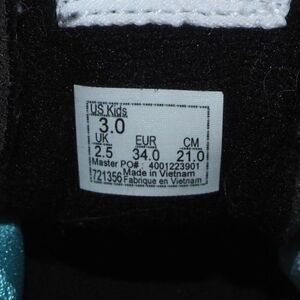 US Kids
3.0
UK EUR CM
2.5 34.0 21.0
Master PO# : 4001223901
Made in Vietnam
721356 Fabrique en Vietnam